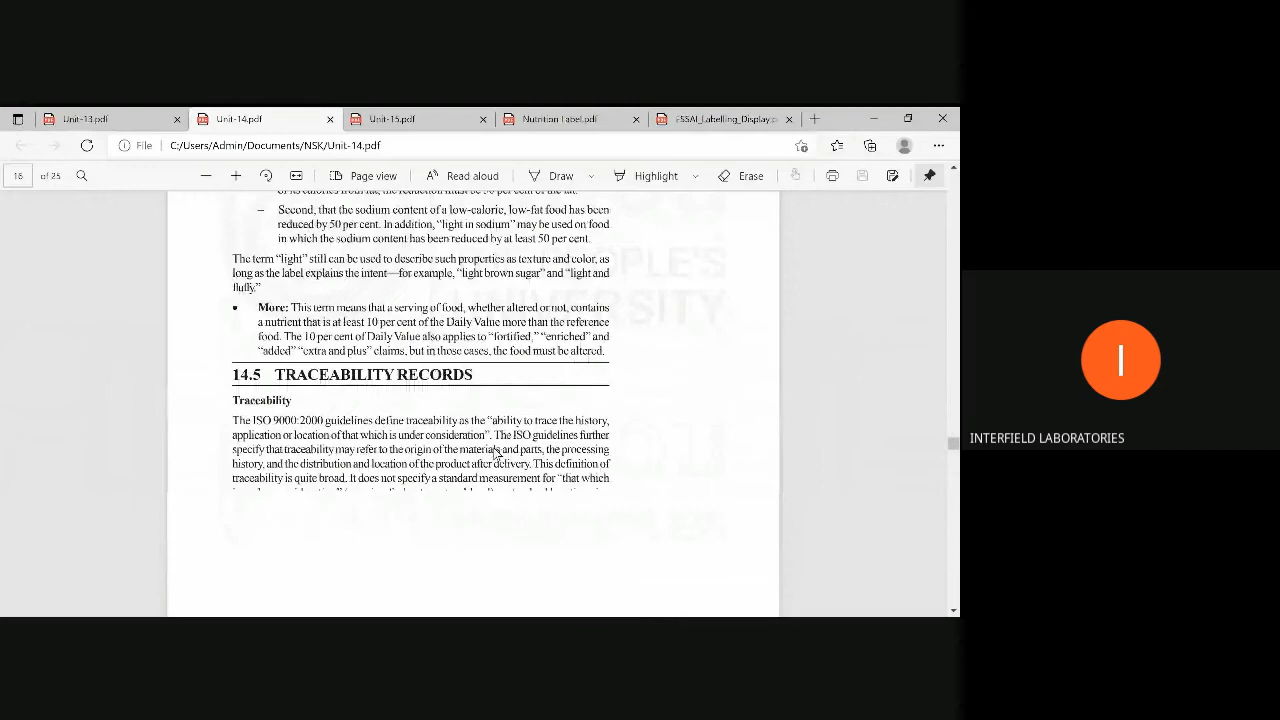 Unit-13.pdf
Unit-14.pdf
Unit-15.pdf
Nutrition Label.pdf
File C:/Users/Admin/Documents/NSK/Unit-14.pdf
16 of 25
Page view
Read aloud
Draw
Highlight
Erase
– Second, that the sodium content of a low-calorie, low-fat food has been
reduced by 50 per cent. In addition, “light in sodium” may be used on food
in which the sodium content has been reduced by at least 50 per cent.
The term “light” still can be used to describe such properties as texture and color, as
long as the label explains the intent—for example, “light brown sugar” and “light and
fluffy.”
• More: This term means that a serving of food, whether altered or not, contains
a nutrient that is at least 10 per cent of the Daily Value more than the reference
food. The 10 per cent of Daily Value also applies to “fortified,” “enriched” and
“added” “extra and plus” claims, but in those cases, the food must be altered.
14.5 TRACEABILITY RECORDS
Traceability
The ISO 9000:2000 guidelines define traceability as the “ability to trace the history,
application or location of that which is under consideration”. The ISO guidelines further
specify that traceability may refer to the origin of the materials and parts, the processing
history, and the distribution and location of the product after delivery. This definition of
traceability is quite broad. It does not specify a standard measurement for “that which
PLE'S
UNIVERSITY
I
INTERFIELD LABORATORIES